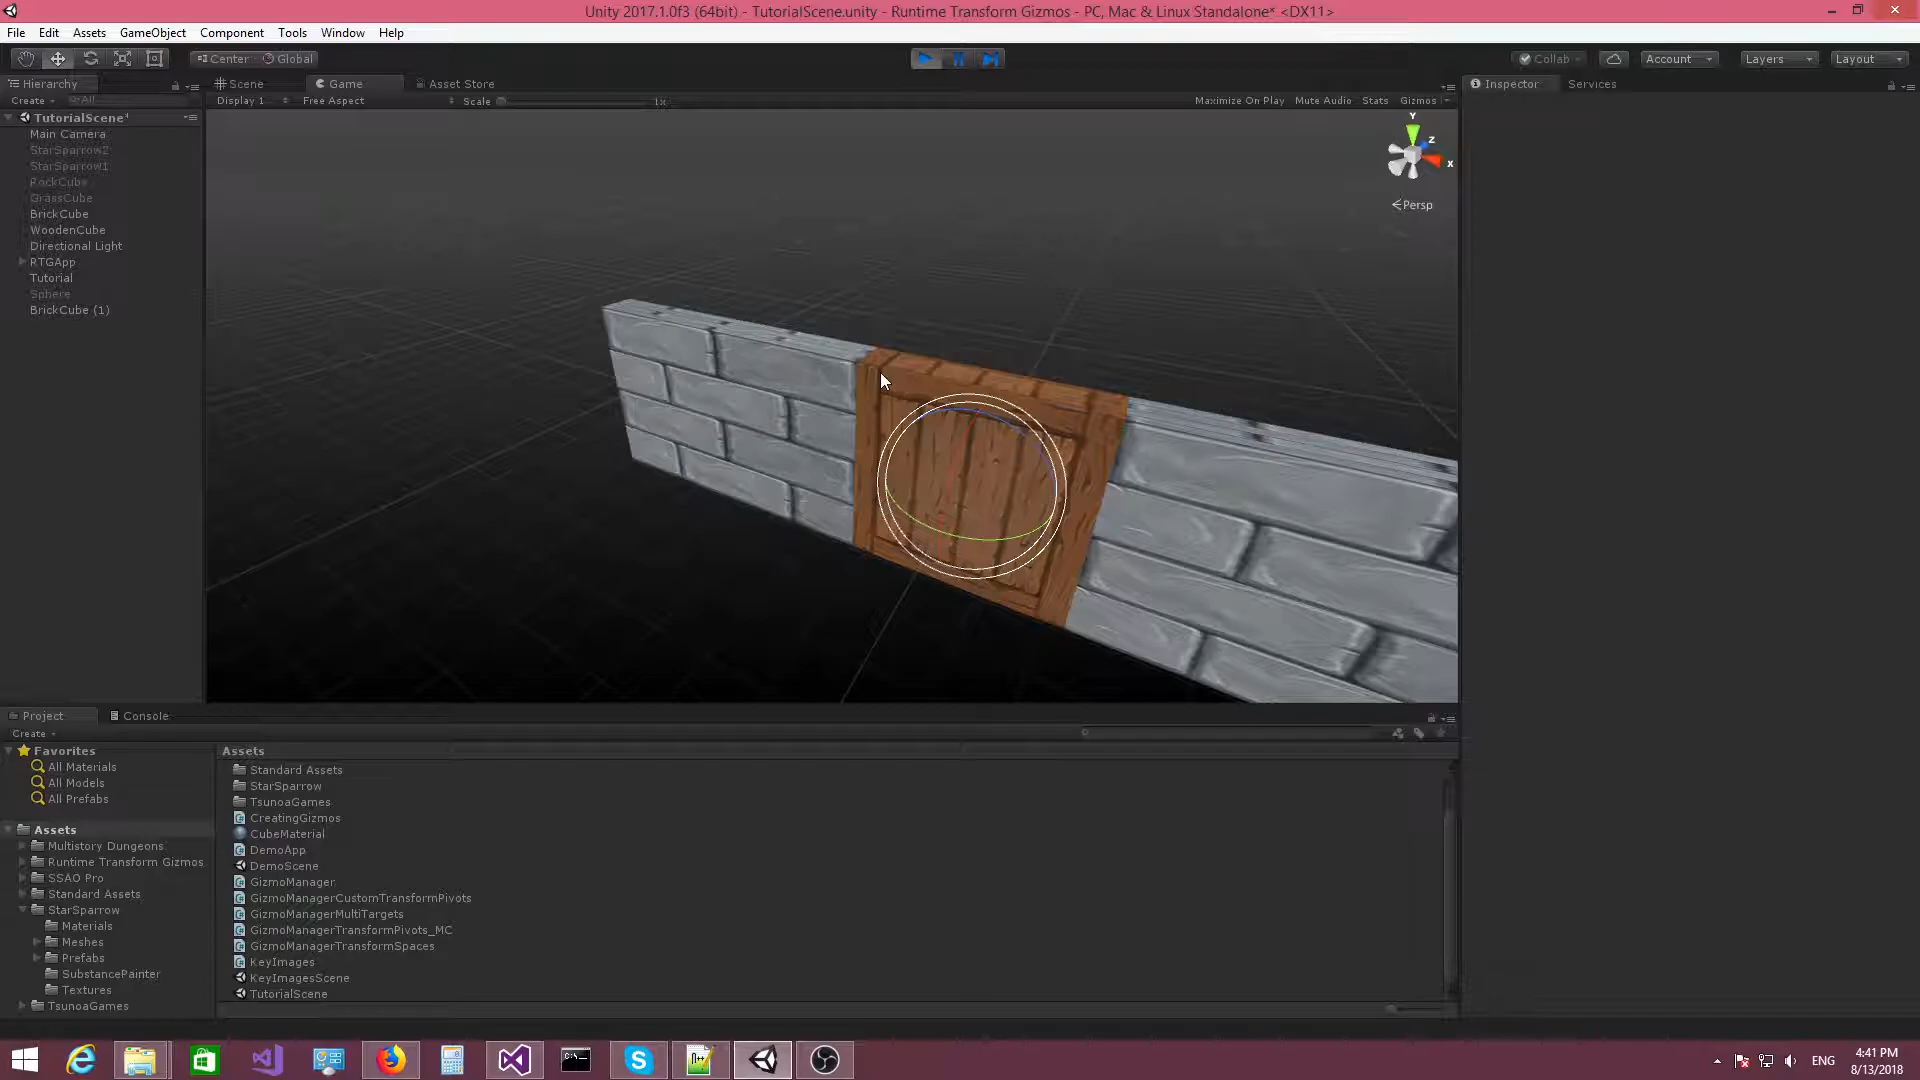 Unity 2017.1.0f3 (64bit) - TutorialScene.unity - Runtime Transform Gizmos - PC, Mac & Linux Standalone* <DX11>
File Edit Assets GameObject Component Tools Window Help
Center Global Collab Account Layers Layout
Hierarchy Scene Game Asset Store Inspector Services
Create All Display 1 Free Aspect Scale 1x Maximize On Play Mute Audio Stats Gizmos
TutorialScene*
Main Camera
StarSparrow2
StarSparrow1
RockCube
GrassCube
BrickCube
WoodenCube
Directional Light
RTGApp
Tutorial
Sphere
BrickCube (1)
Y
Z
X
Persp
Project Console
Create
Favorites
All Materials
All Models
All Prefabs
Assets
Multistory Dungeons
Runtime Transform Gizmos
SSAO Pro
Standard Assets
StarSparrow
Materials
Meshes
Prefabs
SubstancePainter
Textures
TsunoaGames
Assets
Standard Assets
StarSparrow
TsunoaGames
CreatingGizmos
CubeMaterial
DemoApp
DemoScene
GizmoManager
GizmoManagerCustomTransformPivots
GizmoManagerMultiTargets
GizmoManagerTransformPivots_MC
GizmoManagerTransformSpaces
KeyImages
KeyImagesScene
TutorialScene
ENG
4:41 PM
8/13/2018